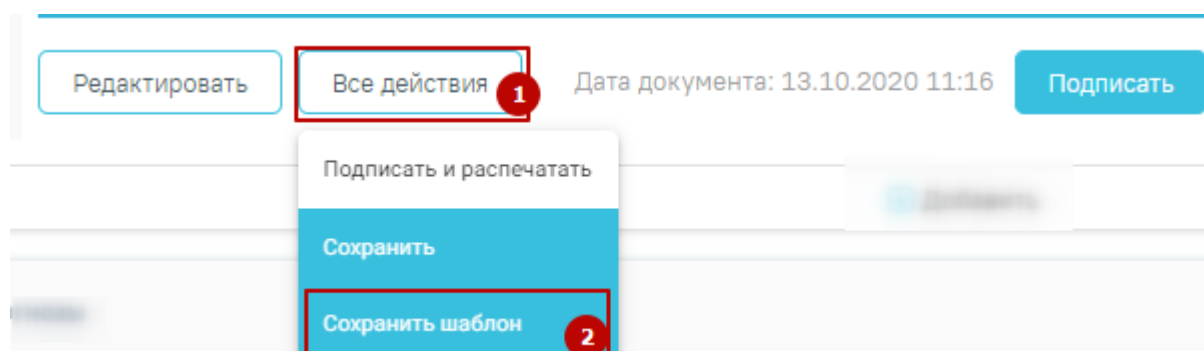 Редактировать
Все действия
1
Дата документа: 13.10.2020 11:16
Подписать
Подписать и распечатать
Сохранить
Сохранить шаблон
2